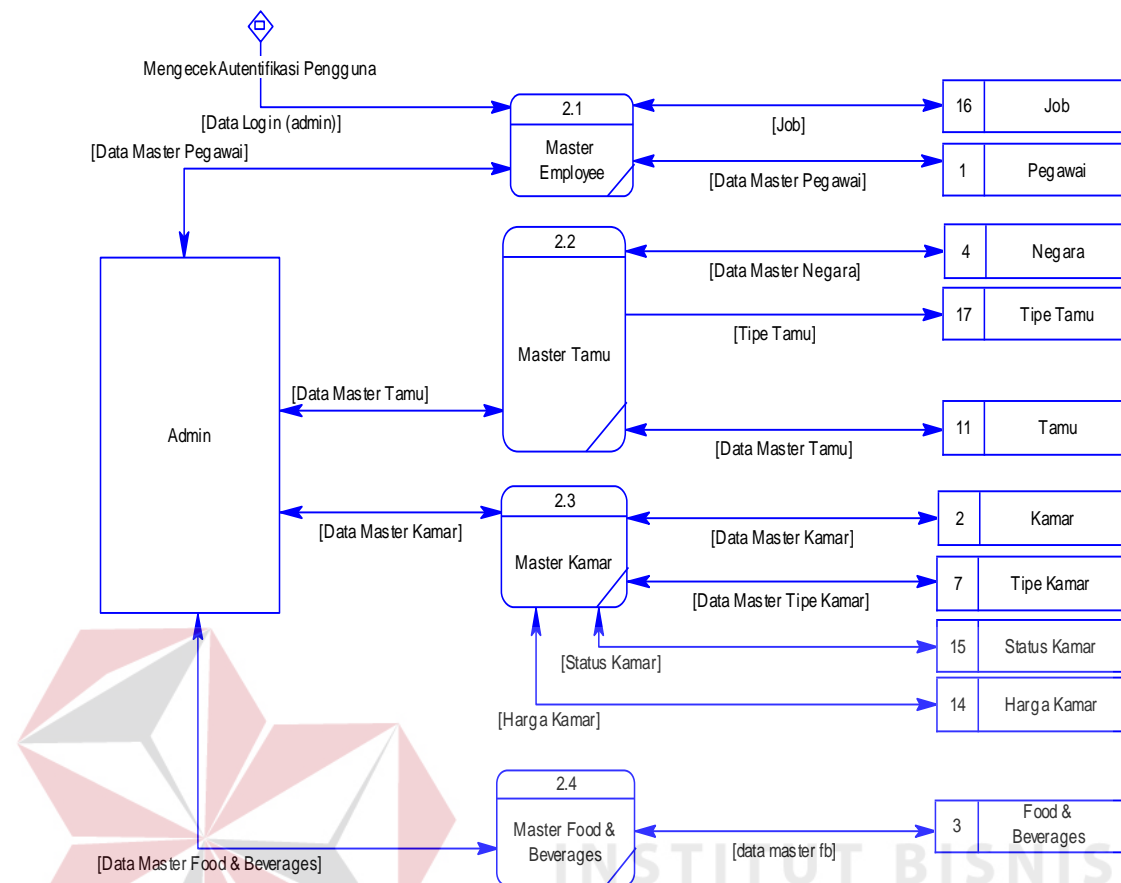 Mengecek Autentifikasi Pengguna
[Data Login (admin)]
[Data Master Pegawai]
2.1
Master
Employee
[Job]
16 Job
[Data Master Pegawai]
1 Pegawai
2.2
Master Tamu
[Data Master Negara]
4 Negara
[Tipe Tamu]
17 Tipe Tamu
[Data Master Tamu]
Admin
[Data Master Tamu]
11 Tamu
2.3
Master Kamar
[Data Master Kamar]
[Data Master Kamar]
2 Kamar
[Data Master Tipe Kamar]
7 Tipe Kamar
[Status Kamar]
15 Status Kamar
[Harga Kamar]
14 Harga Kamar
2.4
Master Food &
Beverages
[Data Master Food & Beverages]
[data master fb]
3 Food &
Beverages
INSTITUT BISNIS